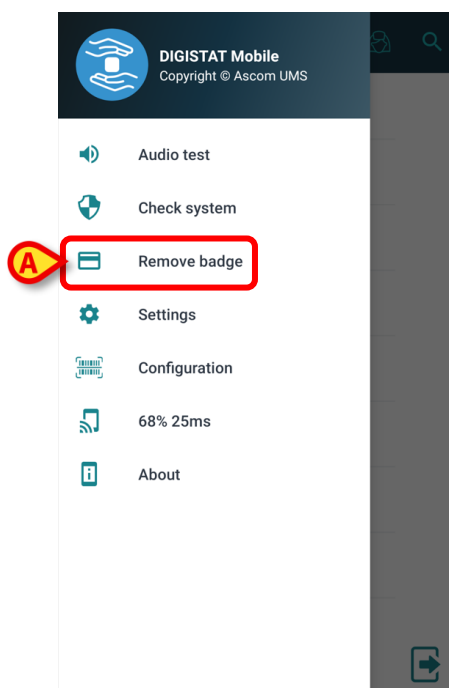 DIGISTAT Mobile
Copyright © Ascom UMS
Audio test
Check system
A
Remove badge
Settings
Configuration
68% 25ms
About